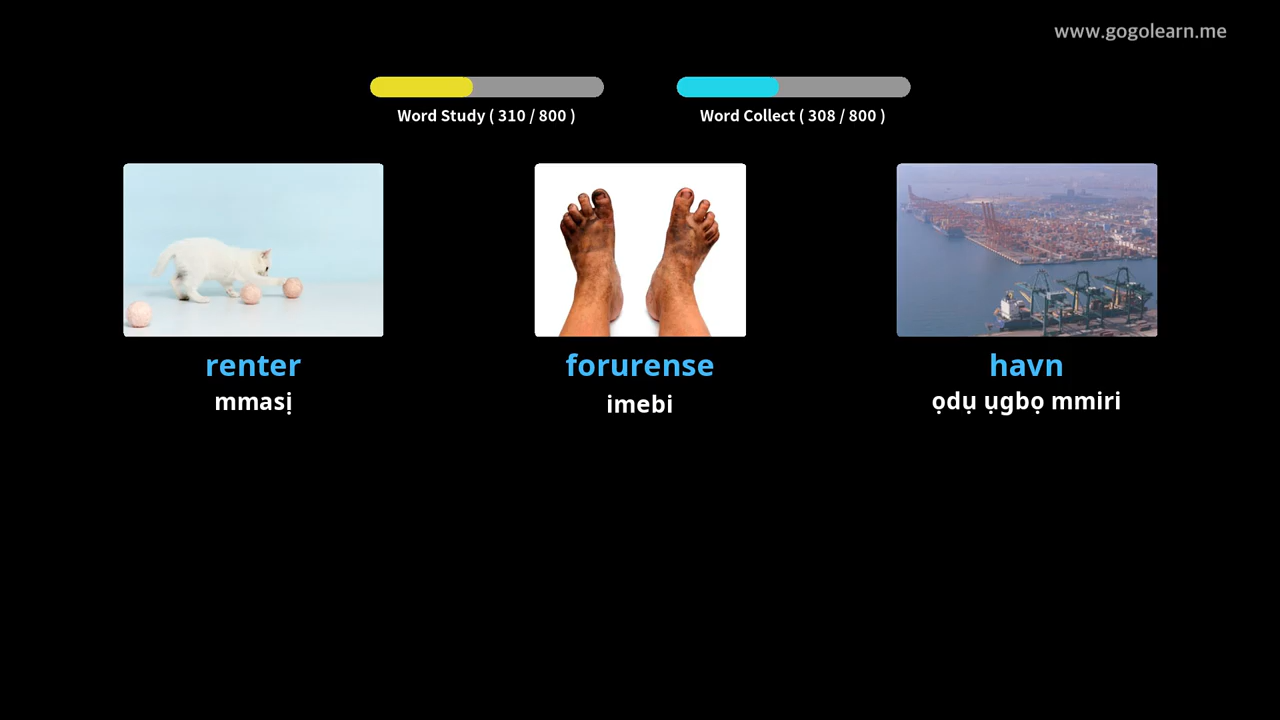 www.gogolearn.me
Word Study ( 310 / 800 )
Word Collect ( 308 / 800 )
renter
mmasị
forurense
imebi
havn
ọdụ ụgbọ mmiri